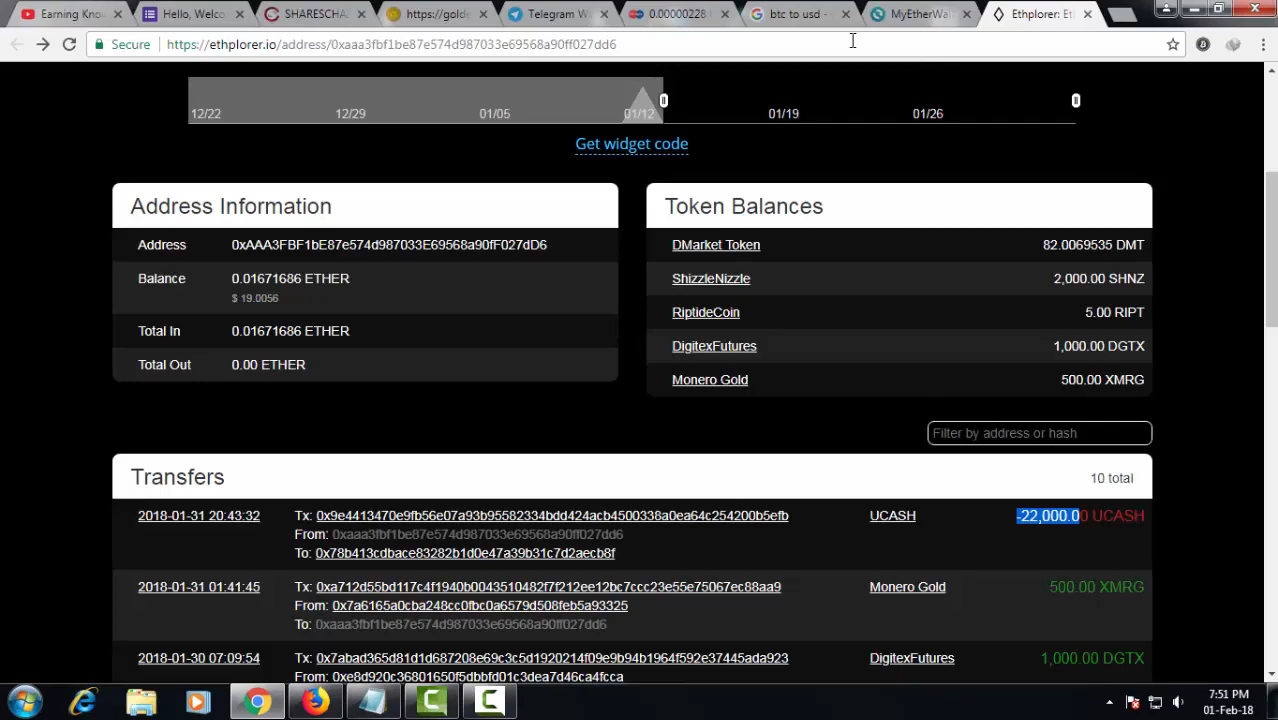 Earning Kno
Hello, Welco
SHARESCHA
https://golc
Telegram W
0.00000228
btc to usd -
MyEtherWa
Ethplorer: Et
Secure
https://ethplorer.io/address/0xaaa3fbf1be87e574d987033e69568a90ff027dd6
12/22
12/29
01/05
01/12
01/19
01/26
Get widget code
Address Information
Address
0xAAA3FBF1bE87e574d987033E69568a90fF027dD6
Balance
0.01671686 ETHER
$ 19.0056
Total In
0.01671686 ETHER
Total Out
0.00 ETHER
Token Balances
DMarket Token
82.0069535 DMT
ShizzleNizzle
2,000.00 SHNZ
RiptideCoin
5.00 RIPT
DigitexFutures
1,000.00 DGTX
Monero Gold
500.00 XMRG
Filter by address or hash
Transfers
10 total
2018-01-31 20:43:32
Tx: 0x9e4413470e9fb56e07a93b95582334bdd424acb4500338a0ea64c254200b5efb
From: 0xaaa3fbf1be87e574d987033e69568a90ff027dd6
To: 0x78b413cdbace83282b1d0e47a39b31c7d2aecb8f
UCASH
-22,000.00 UCASH
2018-01-31 01:41:45
Tx: 0xa712d55bd117c4f1940b0043510482f7f212ee12bc7ccc23e55e75067ec88aa9
From: 0x7a6165a0cba248cc0fbc0a6579d508feb5a93325
To: 0xaaa3fbf1be87e574d987033e69568a90ff027dd6
Monero Gold
500.00 XMRG
2018-01-30 07:09:54
Tx: 0x7abad365d81d1d687208e69c3c5d1920214f09e9b94b1964f592e37445ada923
From: 0xe8d920c36801650f5dbbfd01c3dea7d46ca4fcca
DigitexFutures
1,000.00 DGTX
7:51 PM
01-Feb-18